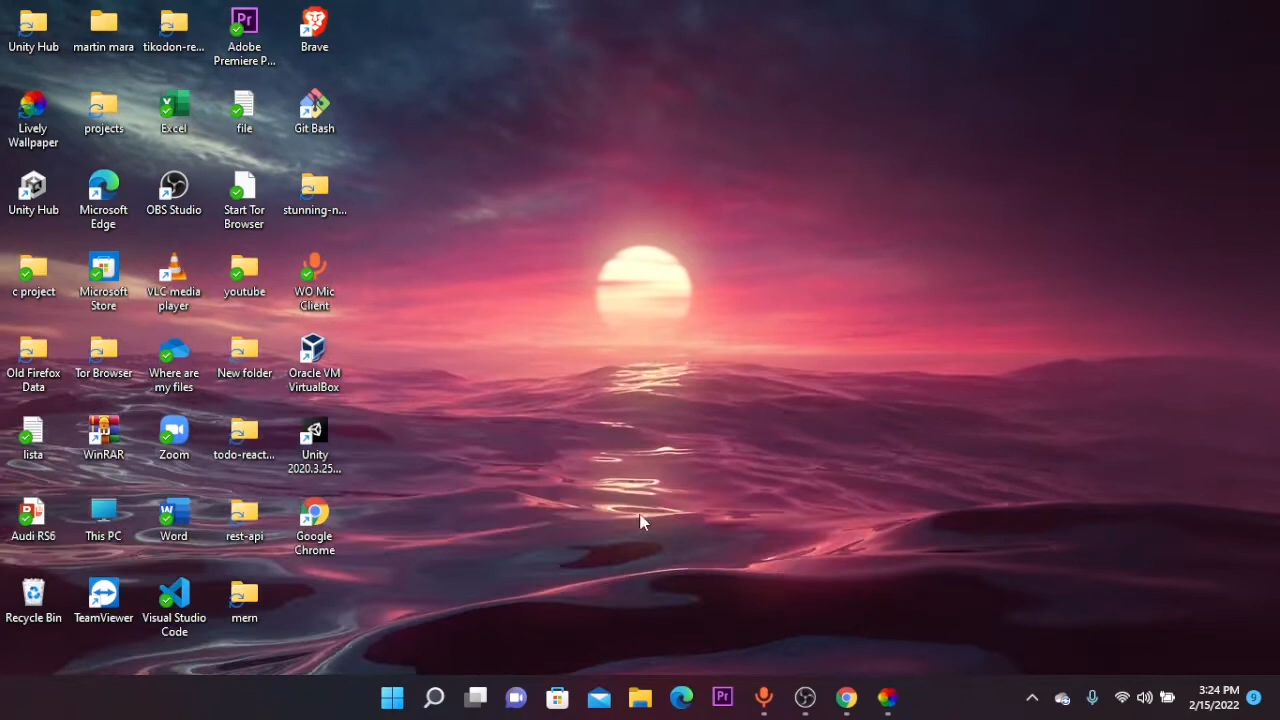 Unity Hub
martin mara
tikodon-re...
Adobe
Premiere P...
Brave
Lively
Wallpaper
projects
Excel
file
Git Bash
Unity Hub
Microsoft
Edge
OBS Studio
Start Tor
Browser
stunning-n...
c project
Microsoft
Store
VLC media
player
youtube
WO Mic
Client
Old Firefox
Data
Tor Browser
Where are
my files
New folder
Oracle VM
VirtualBox
lista
WinRAR
Zoom
todo-react...
Unity
2020.3.25...
Audi RS6
This PC
Word
rest-api
Google
Chrome
Recycle Bin
TeamViewer
Visual Studio
Code
mern
Pr
3:24 PM
2/15/2022
9